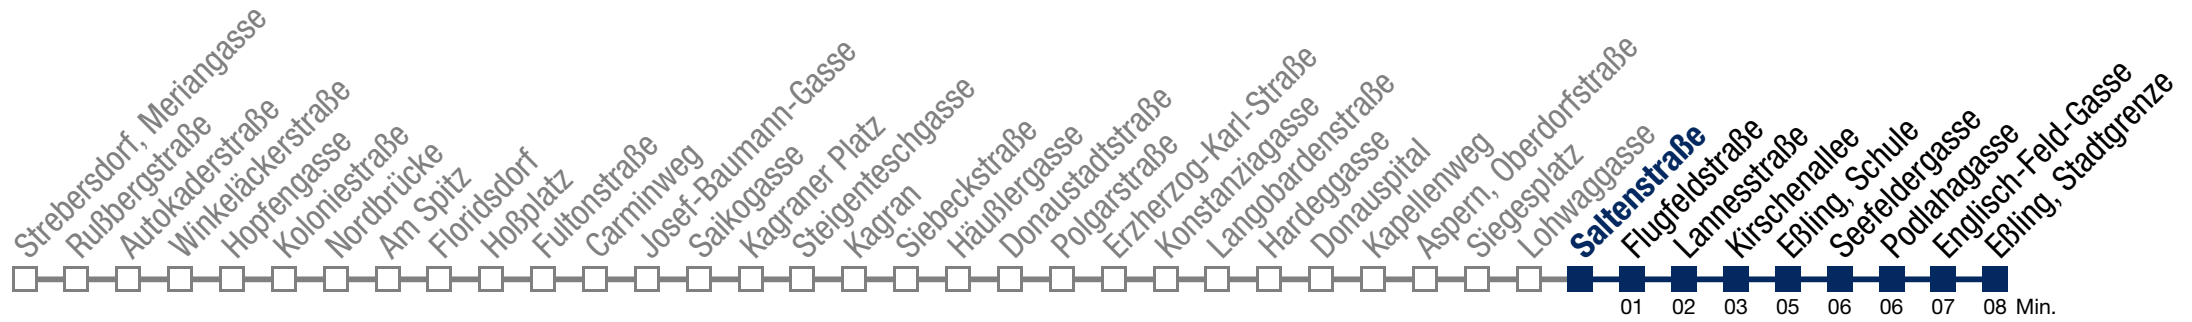 Strebersdorf, Meriangasse
Rußbergstraße
Autokaderstraße
Winkeläckerstraße
Hopfengasse
Koloniestraße
Nordbrücke
Am Spitz
Floridsdorf
Hoßplatz
Fultonstraße
Carminweg
Josef-Baumann-Gasse
Saikogasse
Kagraner Platz
Steigenteschgasse
Kagran
Siebeckstraße
Häußlergasse
Donaustadtstraße
Polgarstraße
Erzherzog-Karl-Straße
Konstanziagasse
Langobardenstraße
Hardeggasse
Donauspital
Kapellenweg
Aspern, Oberdorfstraße
Siegesplatz
Lohwaggasse
Saltenstraße
Flugfeldstraße
Lannesstraße
Kirschenallee
Eßling, Schule
Seefeldergasse
Podlahagasse
Englisch-Feld-Gasse
Eßling, Stadtgrenze
01 02 03 05 06 06 07 08 Min.